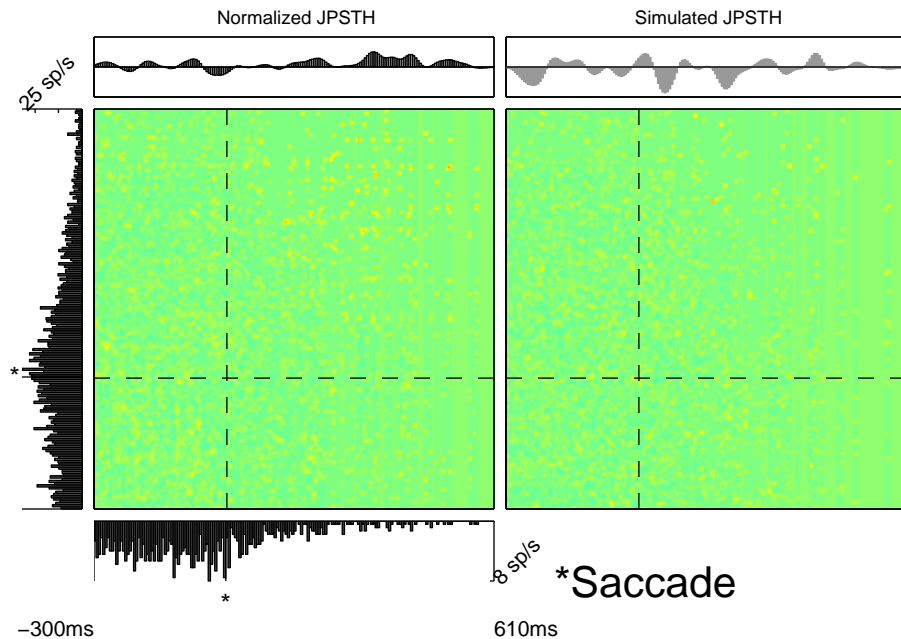 Normalized JPSTH
Simulated JPSTH
25 sp/s
*
8 sp/s
*
*Saccade
−300ms
610ms